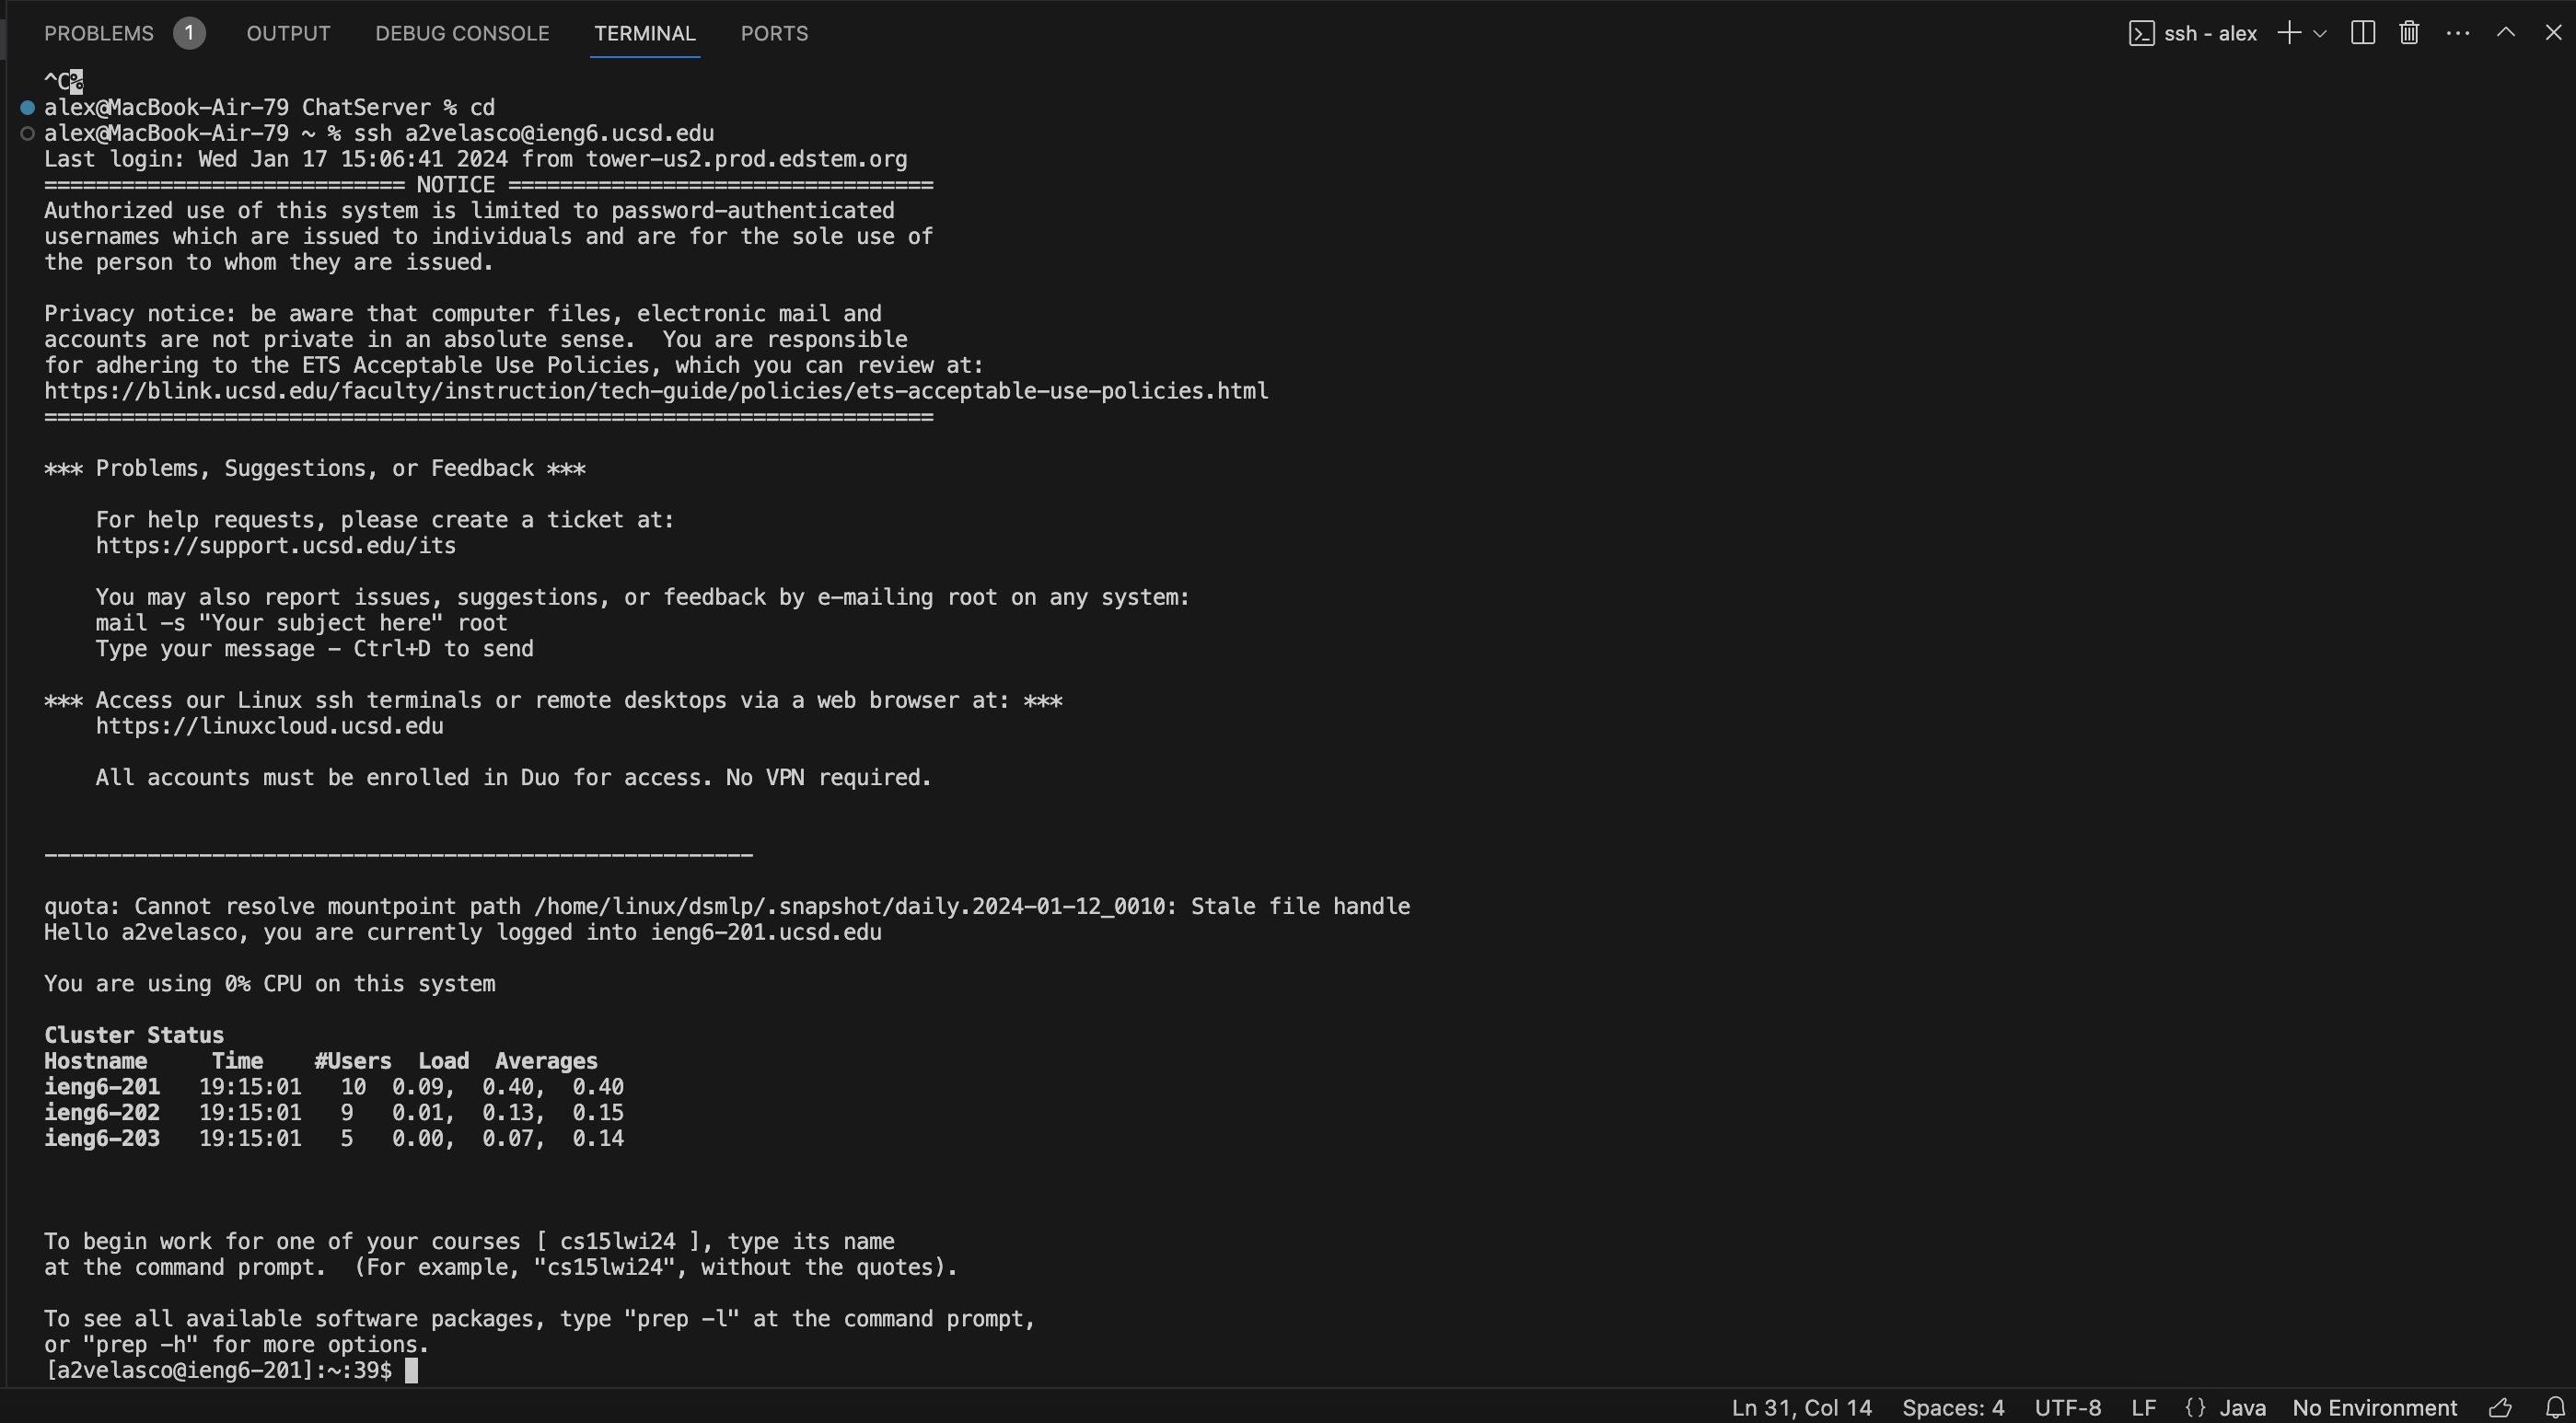 PROBLEMS 1 OUTPUT DEBUG CONSOLE TERMINAL PORTS ssh - alex
^C%
alex@MacBook-Air-79 ChatServer % cd
alex@MacBook-Air-79 ~ % ssh a2velasco@ieng6.ucsd.edu
Last login: Wed Jan 17 15:06:41 2024 from tower-us2.prod.edstem.org
============================ NOTICE =================================
Authorized use of this system is limited to password-authenticated
usernames which are issued to individuals and are for the sole use of
the person to whom they are issued.

Privacy notice: be aware that computer files, electronic mail and
accounts are not private in an absolute sense.  You are responsible
for adhering to the ETS Acceptable Use Policies, which you can review at:
https://blink.ucsd.edu/faculty/instruction/tech-guide/policies/ets-acceptable-use-policies.html
=====================================================================

*** Problems, Suggestions, or Feedback ***

    For help requests, please create a ticket at:
    https://support.ucsd.edu/its

    You may also report issues, suggestions, or feedback by e-mailing root on any system:
    mail -s "Your subject here" root
    Type your message - Ctrl+D to send

*** Access our Linux ssh terminals or remote desktops via a web browser at: ***
    https://linuxcloud.ucsd.edu

    All accounts must be enrolled in Duo for access. No VPN required.


-------------------------------------------------------

quota: Cannot resolve mountpoint path /home/linux/dsmlp/.snapshot/daily.2024-01-12_0010: Stale file handle
Hello a2velasco, you are currently logged into ieng6-201.ucsd.edu

You are using 0% CPU on this system

Cluster Status
Hostname     Time    #Users  Load  Averages
ieng6-201   19:15:01   10  0.09,  0.40,  0.40
ieng6-202   19:15:01   9   0.01,  0.13,  0.15
ieng6-203   19:15:01   5   0.00,  0.07,  0.14


To begin work for one of your courses [ cs15lwi24 ], type its name
at the command prompt.  (For example, "cs15lwi24", without the quotes).

To see all available software packages, type "prep -l" at the command prompt,
or "prep -h" for more options.
[a2velasco@ieng6-201]:~:39$
Ln 31, Col 14 Spaces: 4 UTF-8 LF {} Java No Environment